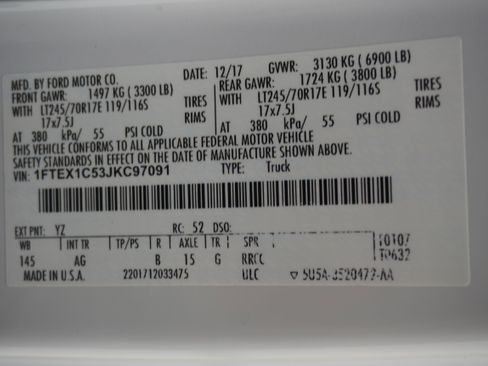 MFD. BY FORD MOTOR CO. DATE: 12/17 GVWR: 3130 KG (6900 LB)
FRONT GAWR: 1497 KG (3300 LB) REAR GAWR: 1724 KG (3800 LB)
WITH LT245/70R17E 119/116S TIRES WITH LT245/70R17E 119/116S TIRES
17x7.5J RIMS 17x7.5J RIMS
AT 380 kPa/ 55 PSI COLD AT 380 kPa/ 55 PSI COLD
THIS VEHICLE CONFORMS TO ALL APPLICABLE FEDERAL MOTOR VEHICLE
SAFETY STANDARDS IN EFFECT ON THE DATE OF MANUFACTURE SHOWN ABOVE.
VIN: 1FTEX1C53JKC97091 TYPE: Truck
EXT PNT: YZ RC: 52 DSO:
WB INT TR TP/PS R AXLE TR SPR
145 AG B 15 G
MADE IN U.S.A. 2201712033475 ULC